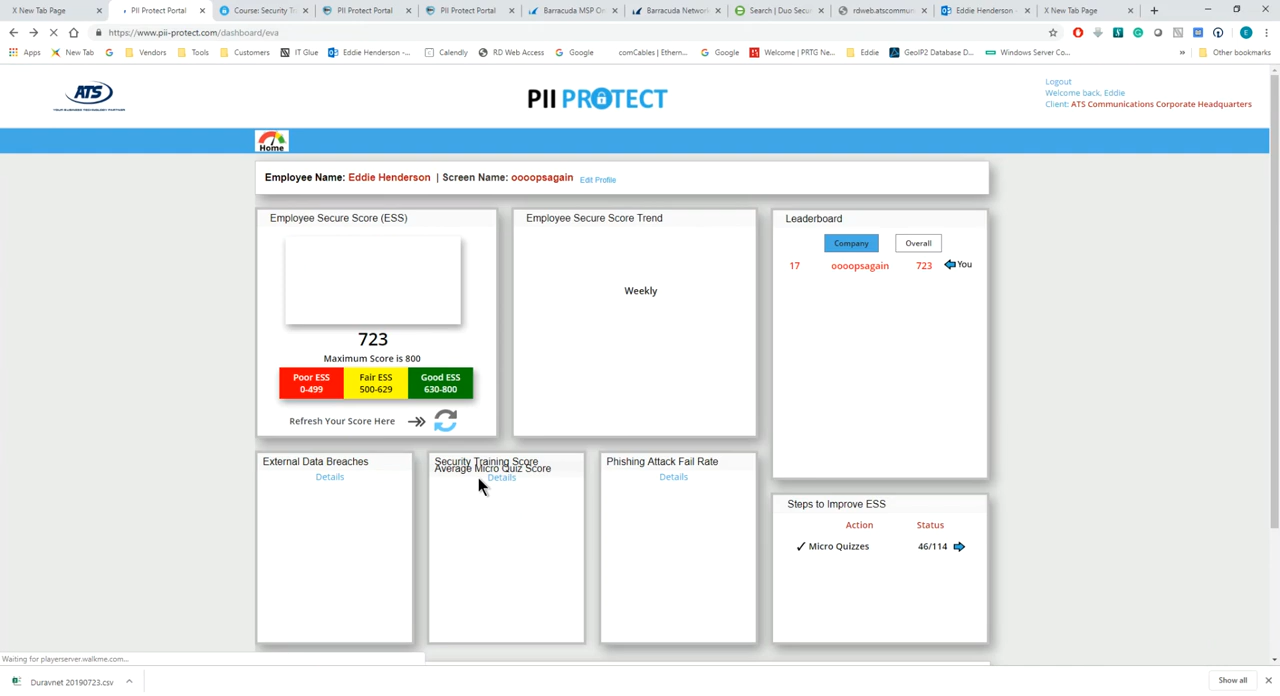 X New Tab Page
PII Protect Portal
Course: Security T
PII Protect Portal
PII Protect Portal
Barracuda MSP On
Barracuda Network
Search | Duo Secu
rdweb.atscommun
Eddie Henderson -
X New Tab Page
https://www.pii-protect.com/dashboard/eva
Apps
New Tab
Vendors
Tools
Customers
IT Glue
Eddie Henderson -...
Calendly
RD Web Access
Google
comCables | Ethern...
Google
Welcome | PRTG Ne...
Eddie
GeoIP2 Database D...
Windows Server Co...
»
Other bookmarks
ATS
YOUR BUSINESS TECHNOLOGY PARTNER
PII PROTECT
Logout
Welcome back, Eddie
Client: ATS Communications Corporate Headquarters
Home
Employee Name: Eddie Henderson | Screen Name: oooopsagain Edit Profile
Employee Secure Score (ESS)
723
Maximum Score is 800
Poor ESS
0-499
Fair ESS
500-629
Good ESS
630-800
Refresh Your Score Here
Employee Secure Score Trend
Weekly
Leaderboard
Company
Overall
17 oooopsagain 723 You
External Data Breaches
Details
Security Training Score
Average Micro Quiz Score
Details
Phishing Attack Fail Rate
Details
Steps to Improve ESS
Action Status
✓ Micro Quizzes 46/114
Waiting for playerserver.walkme.com...
Duravnet 20190723.csv
Show all